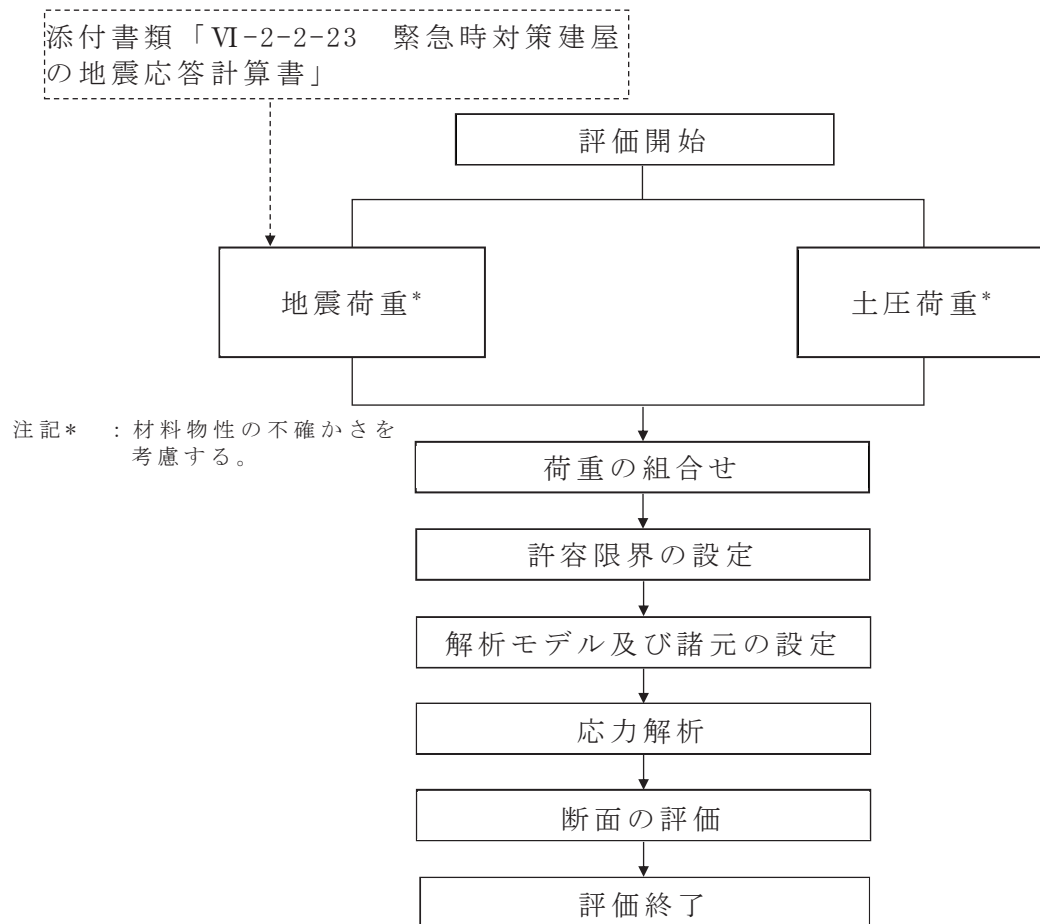 添付書類「Ⅵ-2-2-23　緊急時対策建屋
の地震応答計算書」
評価開始
地震荷重*
土圧荷重*
注記*　：材料物性の不確かさを
考慮する。
荷重の組合せ
許容限界の設定
解析モデル及び諸元の設定
応力解析
断面の評価
評価終了